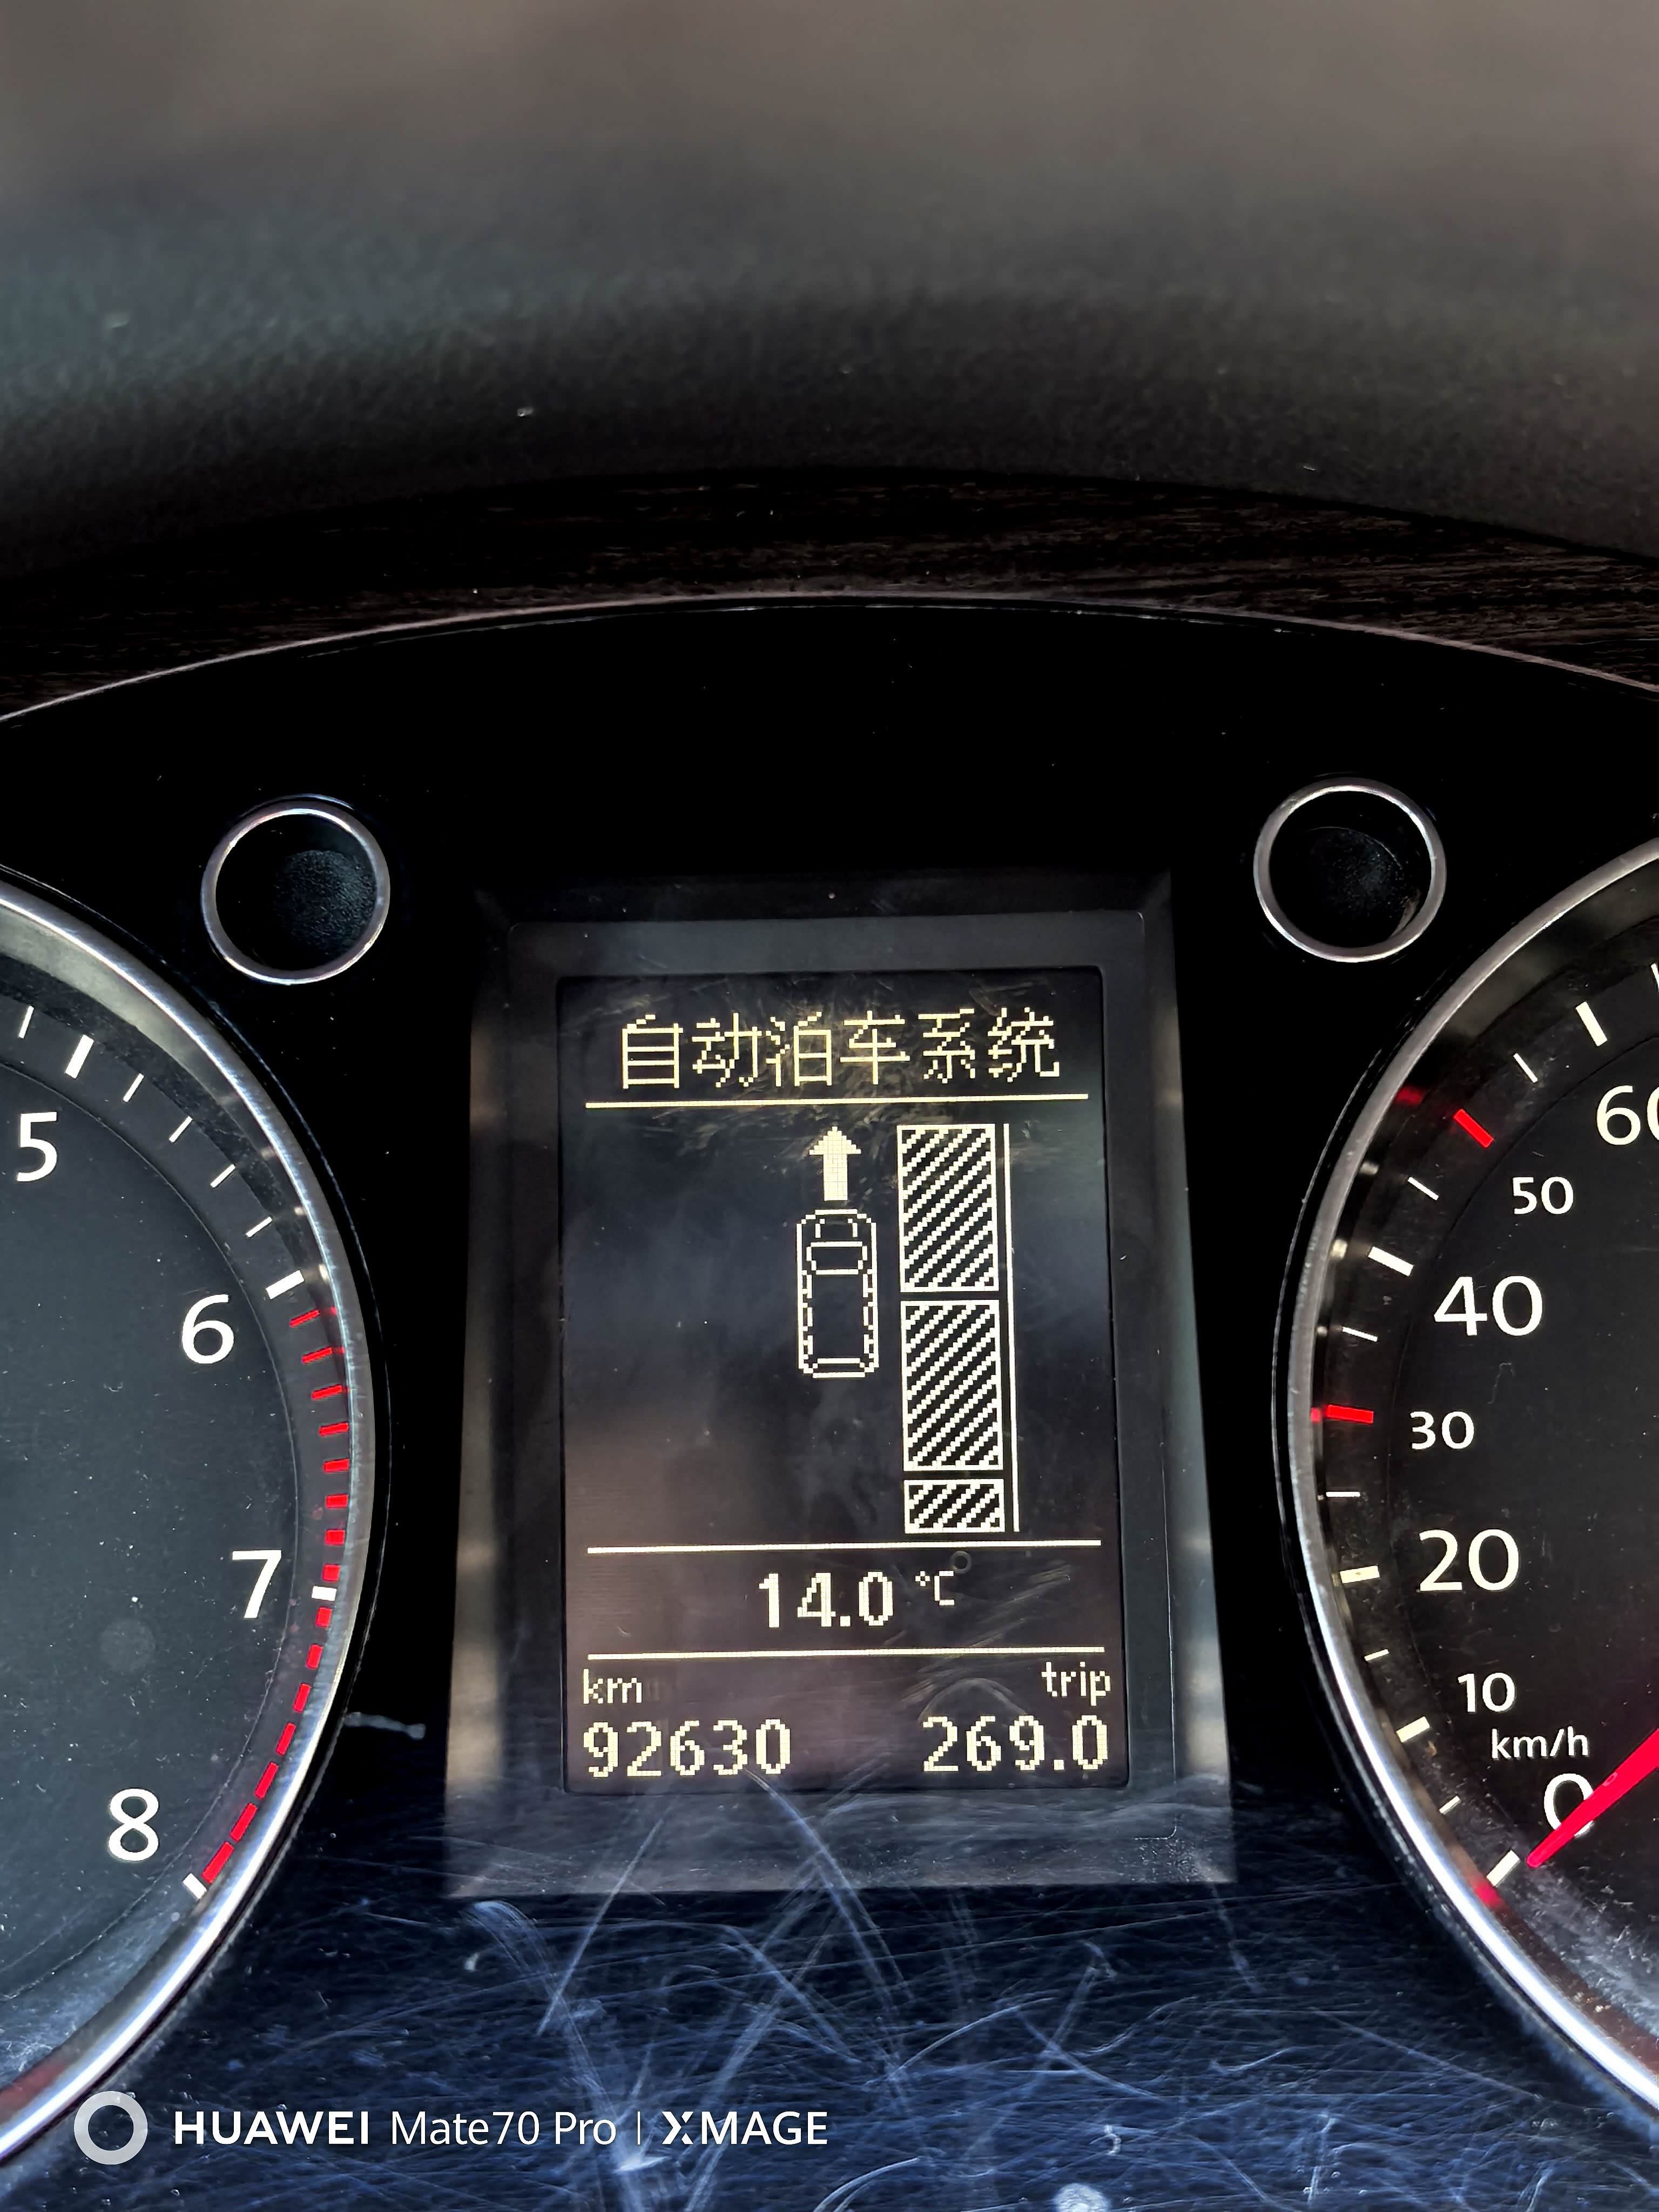 自动泊车系统
5
6
7
8
60
50
40
30
20
10
km/h
0
14.0 °C
km trip
92630 269.0
HUAWEI Mate70 Pro | XMAGE